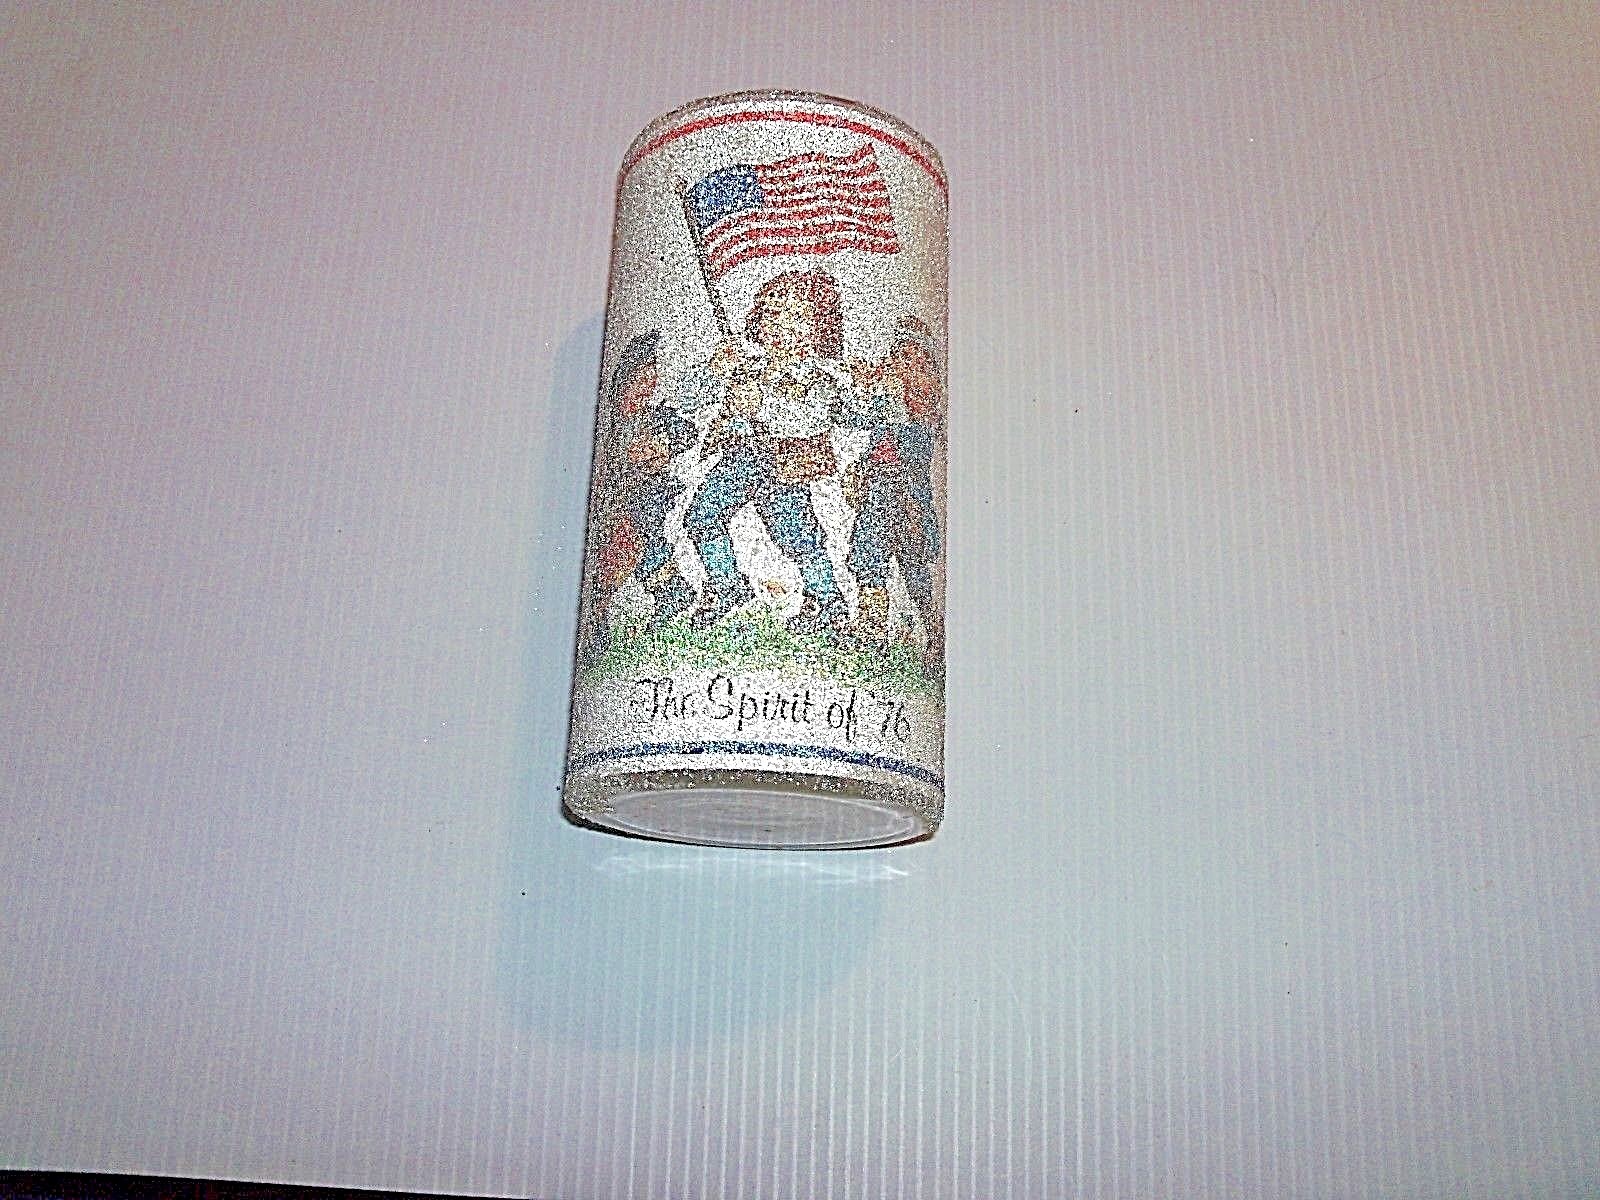 The Spirit of '76